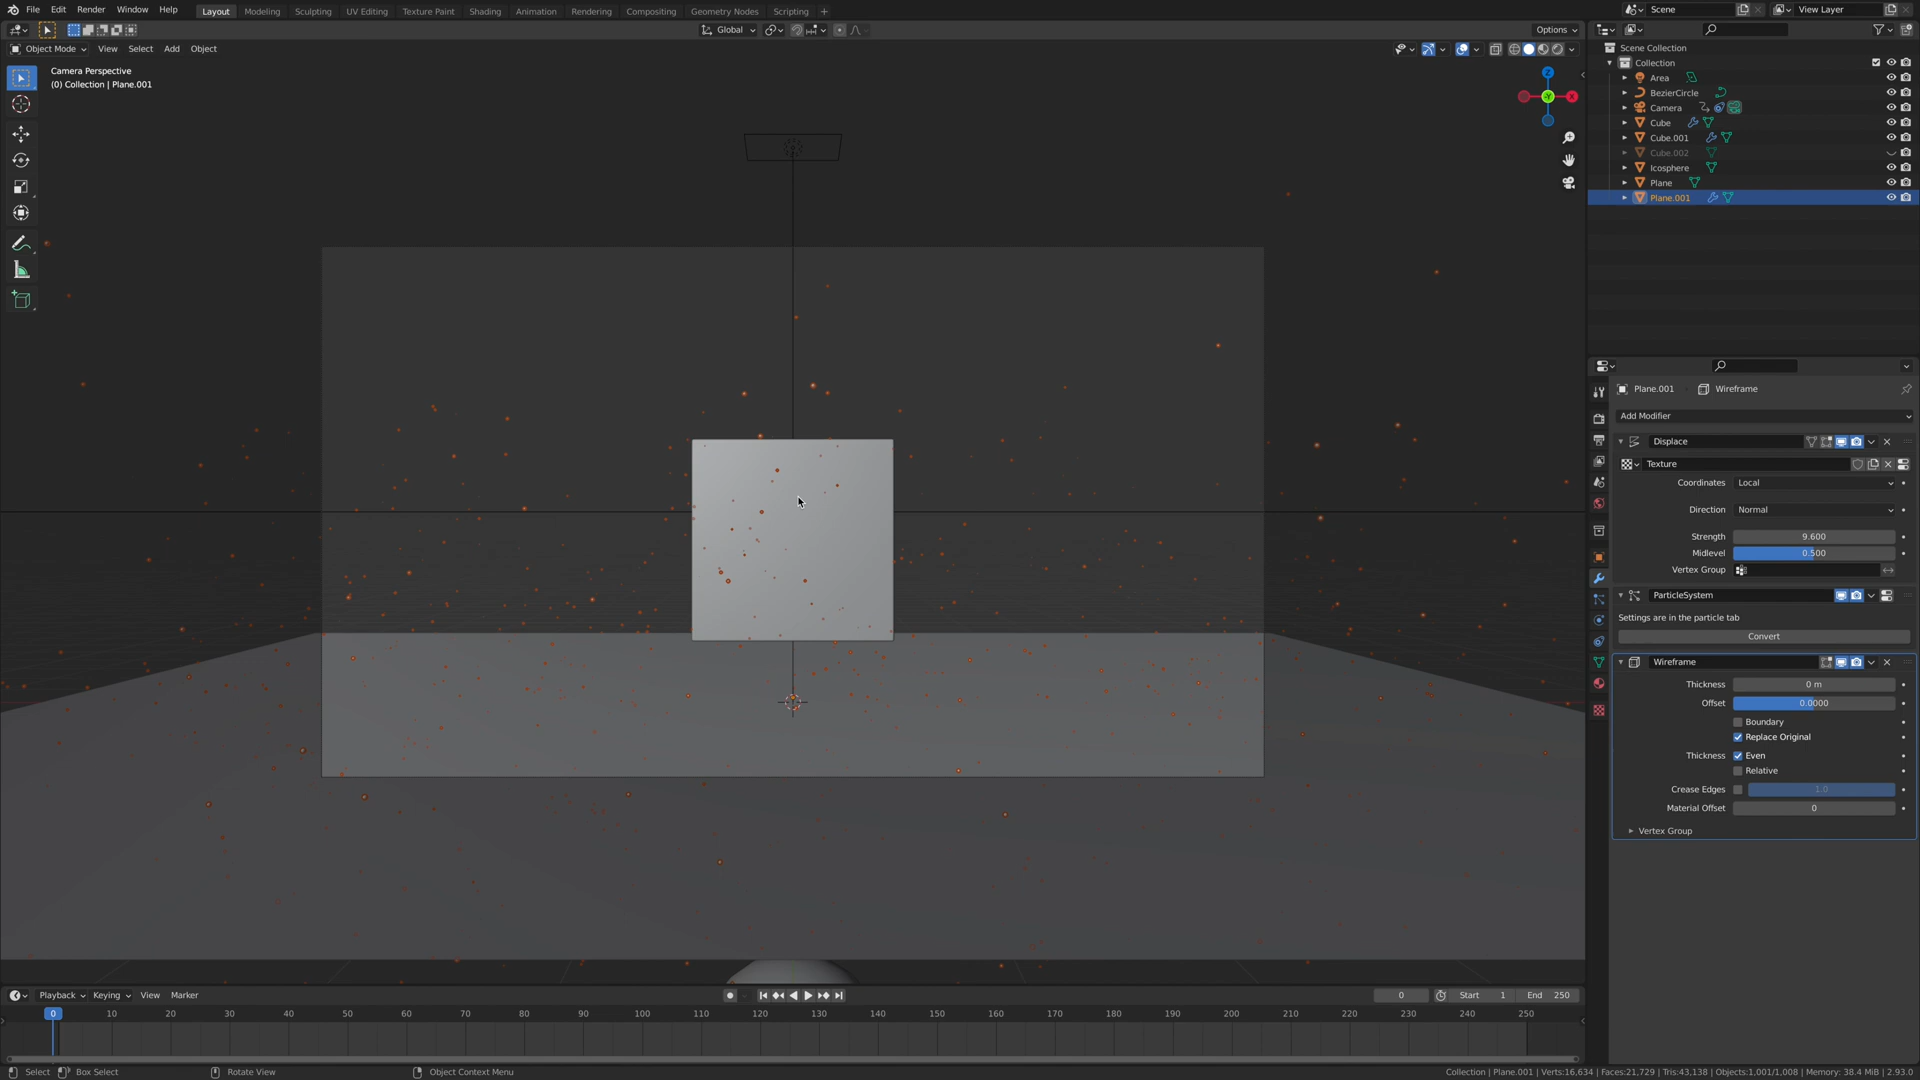 File Edit Render Window Help
Layout Modeling Sculpting UV Editing Texture Paint Shading Animation Rendering Compositing Geometry Nodes Scripting +
Scene
View Layer
Global
Options
Object Mode View Select Add Object
Camera Perspective
(0) Collection | Plane.001
Z
-Y
X
Scene Collection
Collection
Area
BezierCircle
Camera
Cube
Cube.001
Cube.002
Icosphere
Plane
Plane.001
Plane.001 Wireframe
Add Modifier
Displace
Texture
Coordinates Local
Direction Normal
Strength 9.600
Midlevel 0.500
Vertex Group
ParticleSystem
Settings are in the particle tab
Convert
Wireframe
Thickness 0 m
Offset 0.0000
Boundary
Replace Original
Thickness Even
Relative
Crease Edges 1.0
Material Offset 0
Vertex Group
Playback Keying View Marker
0 Start 1 End 250
0 10 20 30 40 50 60 70 80 90 100 110 120 130 140 150 160 170 180 190 200 210 220 230 240 250
Select Box Select Rotate View Object Context Menu
Collection | Plane.001 | Verts:16,634 | Faces:21,729 | Tris:43,138 | Objects:1,001/1,008 | Memory: 38.4 MiB | 2.93.0